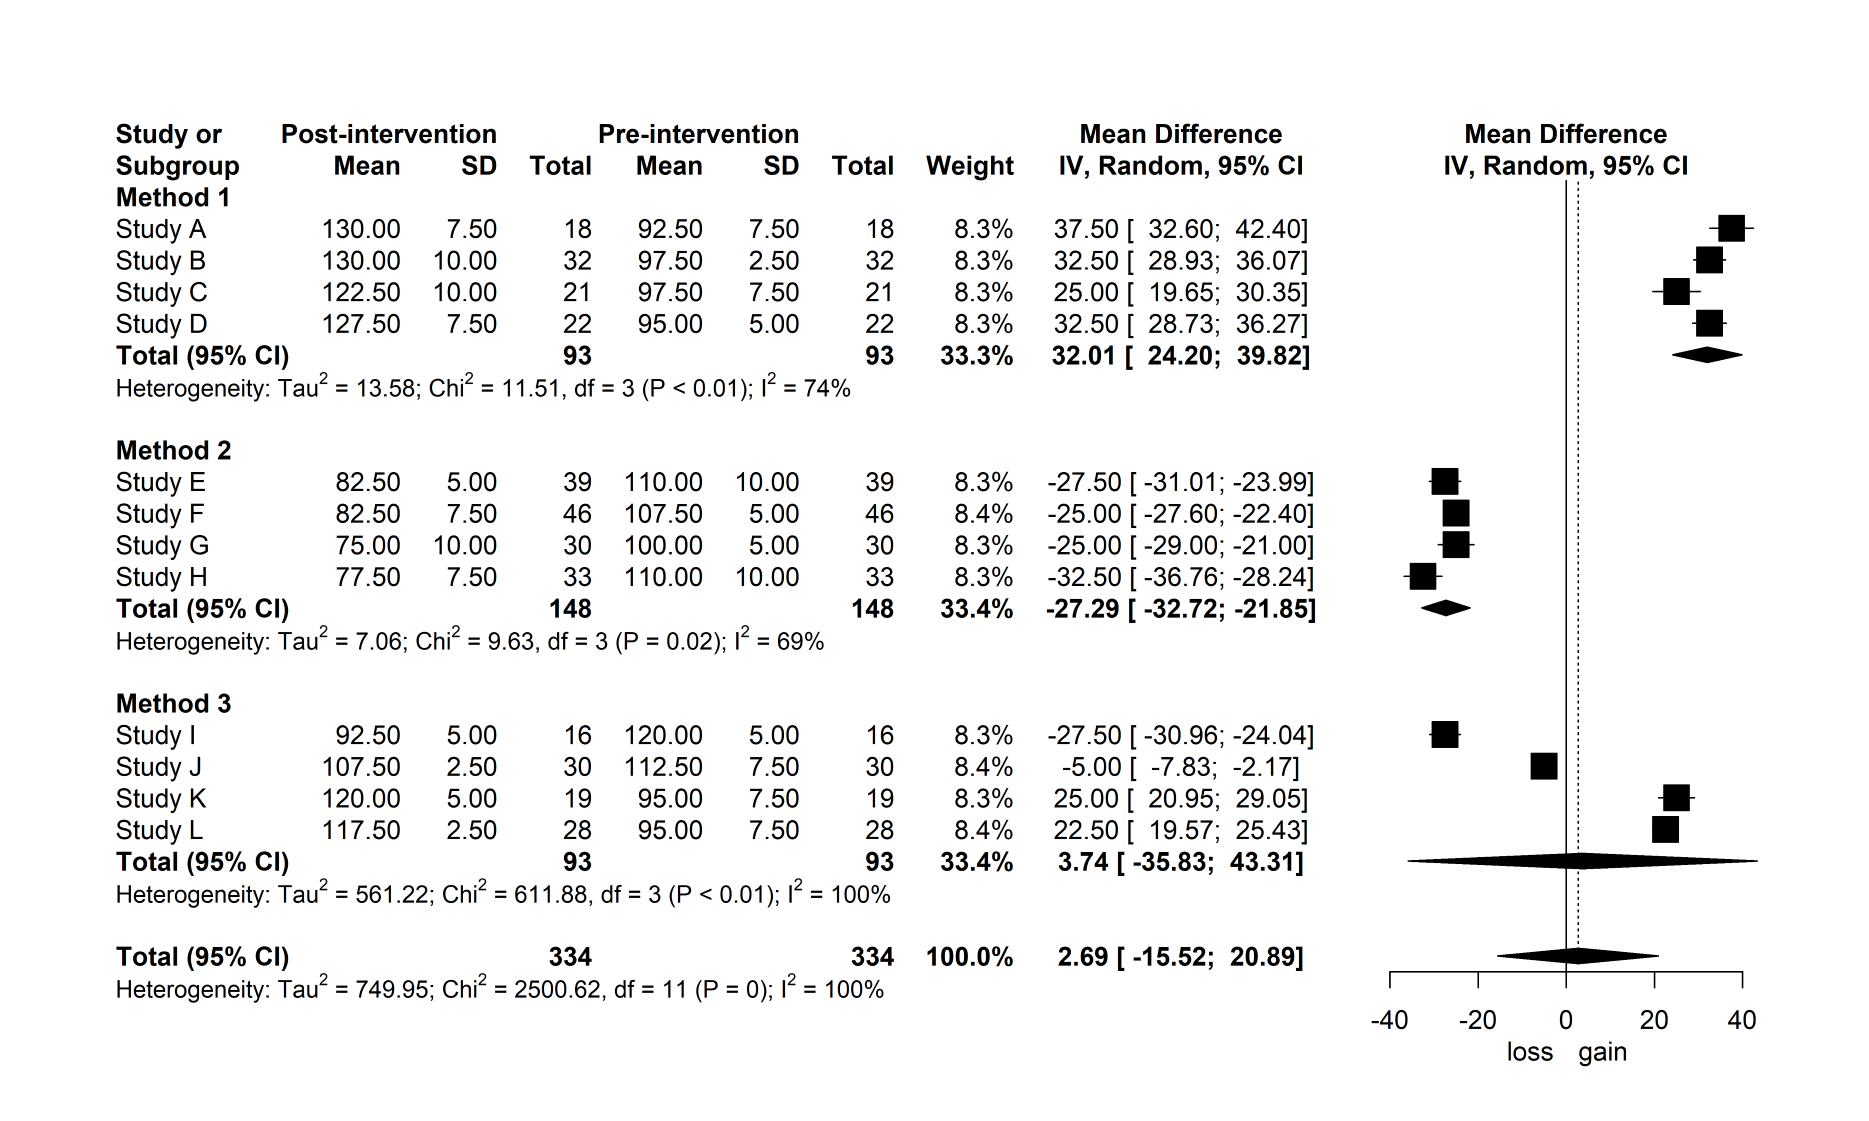 Study or Post-intervention Pre-intervention Mean Difference Mean Difference
Subgroup Mean SD Total Mean SD Total Weight IV, Random, 95% CI IV, Random, 95% CI
Method 1
Study A 130.00 7.50 18 92.50 7.50 18 8.3% 37.50 [ 32.60; 42.40]
Study B 130.00 10.00 32 97.50 2.50 32 8.3% 32.50 [ 28.93; 36.07]
Study C 122.50 10.00 21 97.50 7.50 21 8.3% 25.00 [ 19.65; 30.35]
Study D 127.50 7.50 22 95.00 5.00 22 8.3% 32.50 [ 28.73; 36.27]
Total (95% CI) 93 93 33.3% 32.01 [ 24.20; 39.82]
Heterogeneity: Tau² = 13.58; Chi² = 11.51, df = 3 (P < 0.01); I² = 74%
Method 2
Study E 82.50 5.00 39 110.00 10.00 39 8.3% -27.50 [ -31.01; -23.99]
Study F 82.50 7.50 46 107.50 5.00 46 8.4% -25.00 [ -27.60; -22.40]
Study G 75.00 10.00 30 100.00 5.00 30 8.3% -25.00 [ -29.00; -21.00]
Study H 77.50 7.50 33 110.00 10.00 33 8.3% -32.50 [ -36.76; -28.24]
Total (95% CI) 148 148 33.4% -27.29 [ -32.72; -21.85]
Heterogeneity: Tau² = 7.06; Chi² = 9.63, df = 3 (P = 0.02); I² = 69%
Method 3
Study I 92.50 5.00 16 120.00 5.00 16 8.3% -27.50 [ -30.96; -24.04]
Study J 107.50 2.50 30 112.50 7.50 30 8.4% -5.00 [ -7.83; -2.17]
Study K 120.00 5.00 19 95.00 7.50 19 8.3% 25.00 [ 20.95; 29.05]
Study L 117.50 2.50 28 95.00 7.50 28 8.4% 22.50 [ 19.57; 25.43]
Total (95% CI) 93 93 33.4% 3.74 [ -35.83; 43.31]
Heterogeneity: Tau² = 561.22; Chi² = 611.88, df = 3 (P < 0.01); I² = 100%
Total (95% CI) 334 334 100.0% 2.69 [ -15.52; 20.89]
Heterogeneity: Tau² = 749.95; Chi² = 2500.62, df = 11 (P = 0); I² = 100%
-40 -20 0 20 40
loss gain